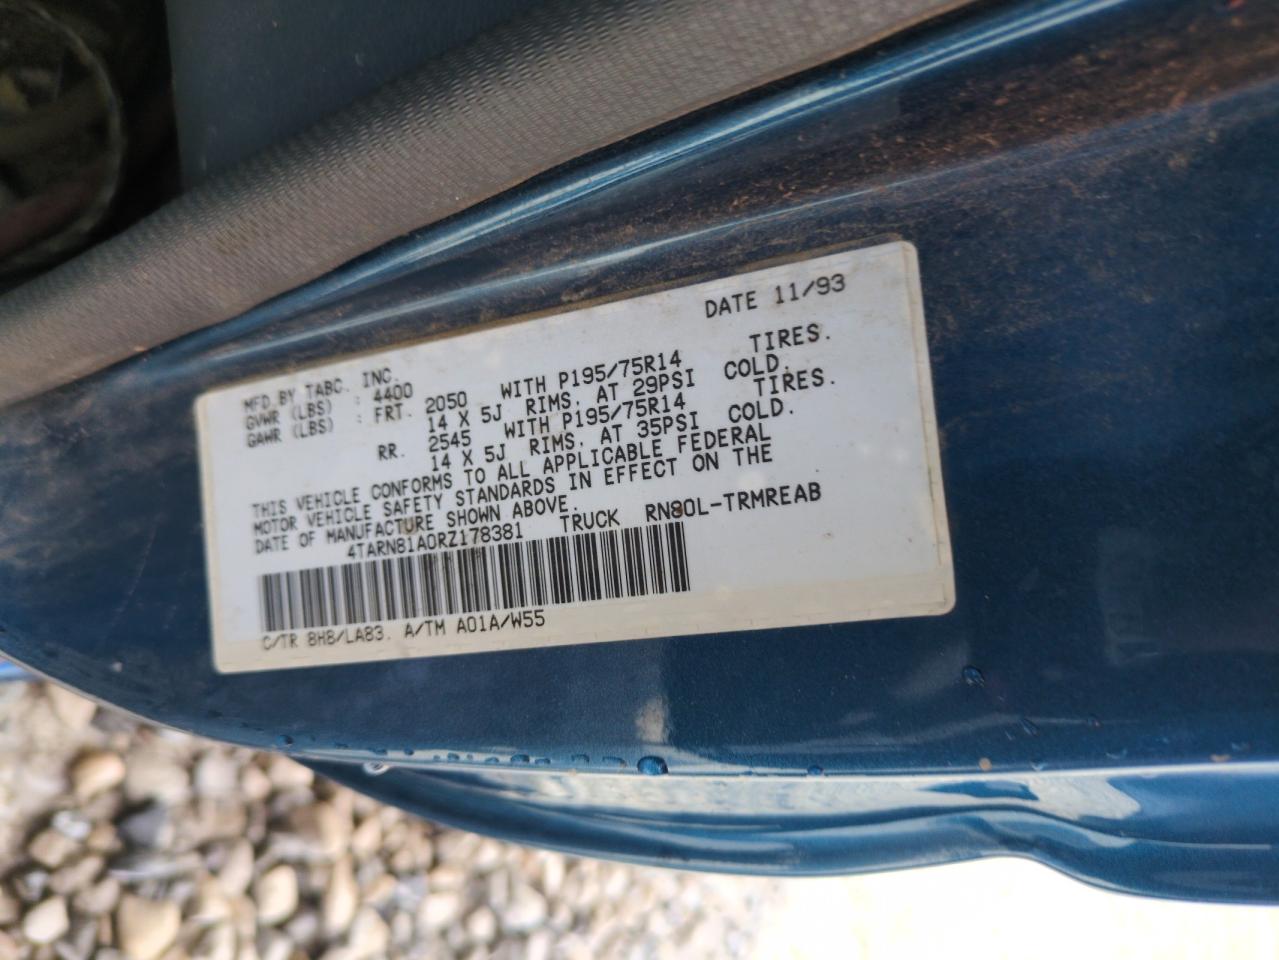 DATE 11/93
MFD.BY TABC. INC.
GVWR (LBS) : 4400
GAWR (LBS) : FRT. 2050 WITH P195/75R14 TIRES.
14 X 5J RIMS. AT 29PSI COLD.
RR. 2545 WITH P195/75R14 TIRES.
14 X 5J RIMS. AT 35PSI COLD.
THIS VEHICLE CONFORMS TO ALL APPLICABLE FEDERAL
MOTOR VEHICLE SAFETY STANDARDS IN EFFECT ON THE
DATE OF MANUFACTURE SHOWN ABOVE.
4TARN81A0RZ178381 TRUCK RN80L-TRMREAB
C/TR 8H8/LA83. A/TM A01A/W55